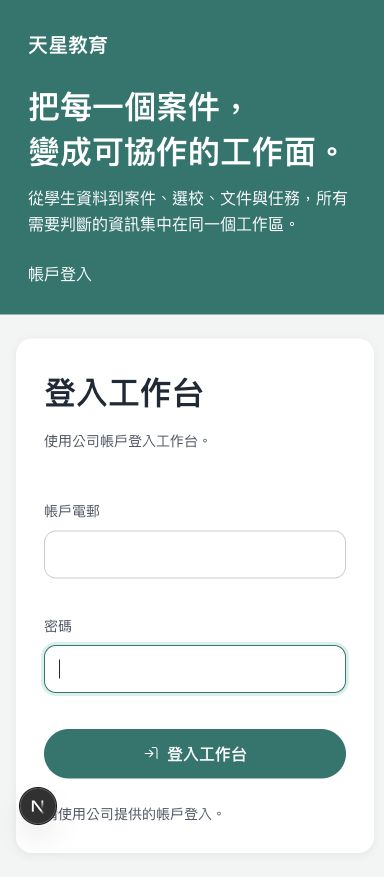 天星教育
把每一個案件，
變成可協作的工作面。
從學生資料到案件、選校、文件與任務，所有
需要判斷的資訊集中在同一個工作區。
帳戶登入
登入工作台
使用公司帳戶登入工作台。
帳戶電郵
密碼
登入工作台
N
使用公司提供的帳戶登入。